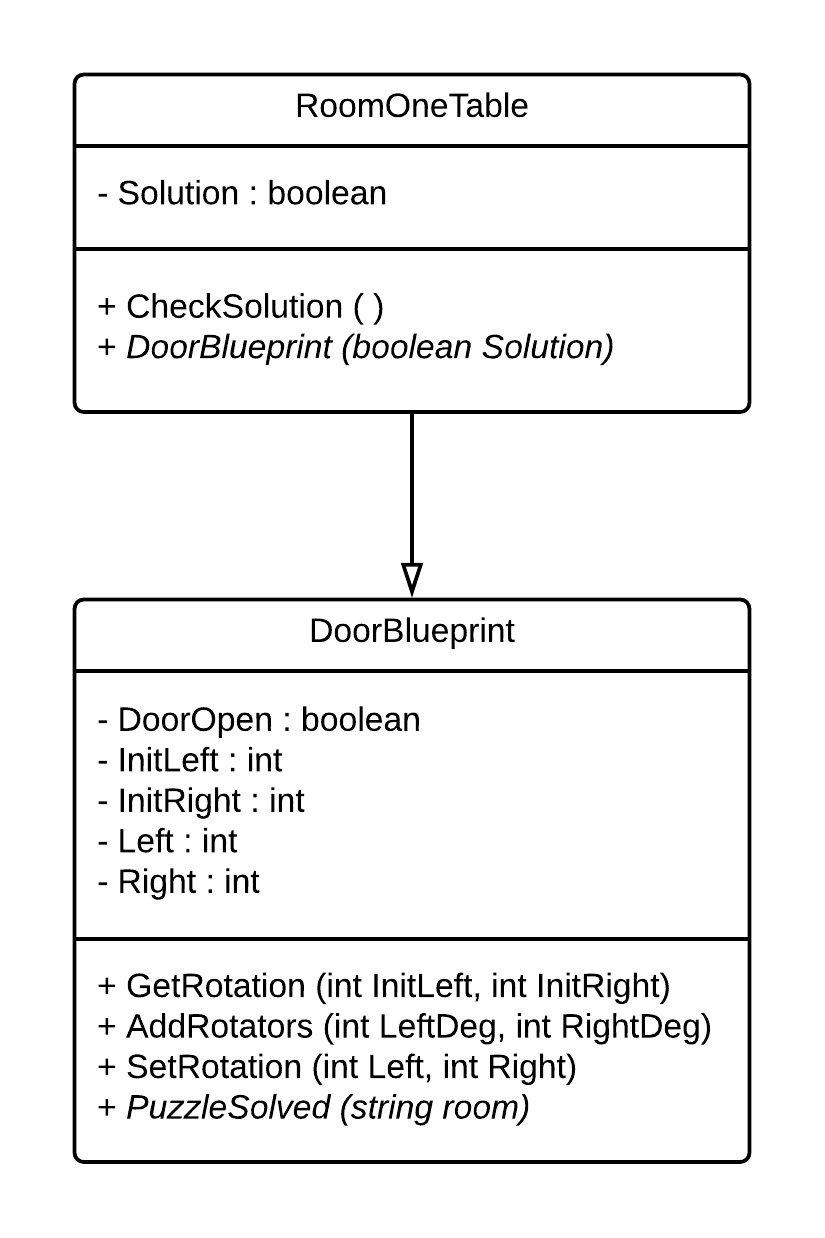 RoomOneTable
- Solution : boolean
+ CheckSolution ( )
+ DoorBlueprint (boolean Solution)
DoorBlueprint
- DoorOpen : boolean
- InitLeft : int
- InitRight : int
- Left : int
- Right : int
+ GetRotation (int InitLeft, int InitRight)
+ AddRotators (int LeftDeg, int RightDeg)
+ SetRotation (int Left, int Right)
+ PuzzleSolved (string room)